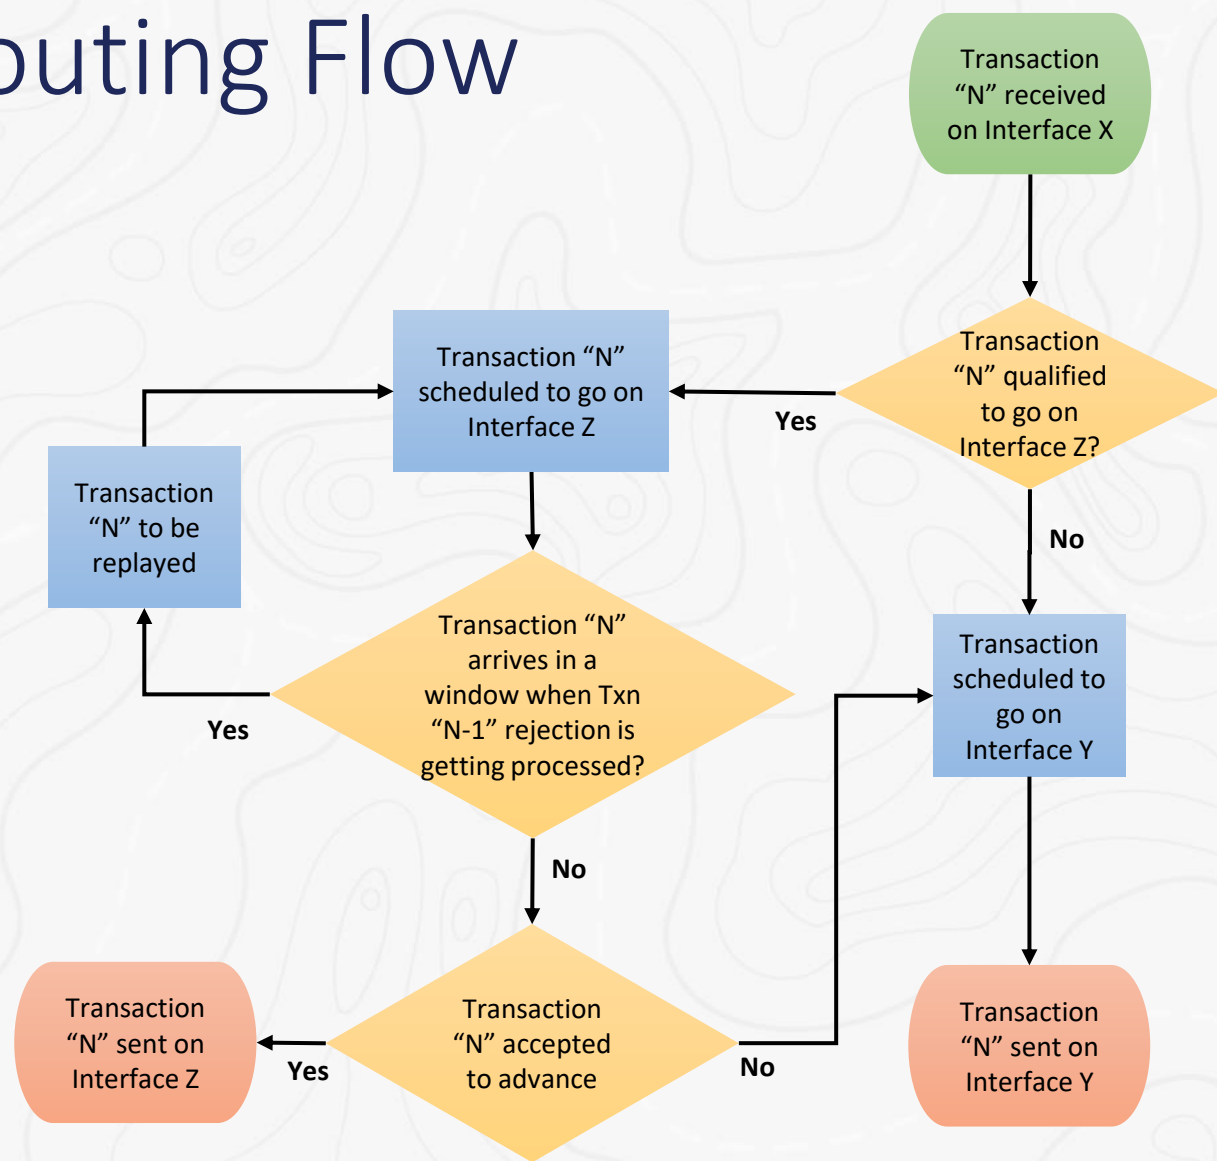 outing Flow
Transaction
“N” received
on Interface X
Transaction
“N” qualified
to go on
Interface Z?
Yes
No
Transaction “N”
scheduled to go on
Interface Z
Transaction
“N” to be
replayed
Transaction “N”
arrives in a
window when Txn
“N-1” rejection is
getting processed?
Yes
No
Transaction
scheduled to
go on
Interface Y
Transaction
“N” accepted
to advance
Yes
No
Transaction
“N” sent on
Interface Z
Transaction
“N” sent on
Interface Y